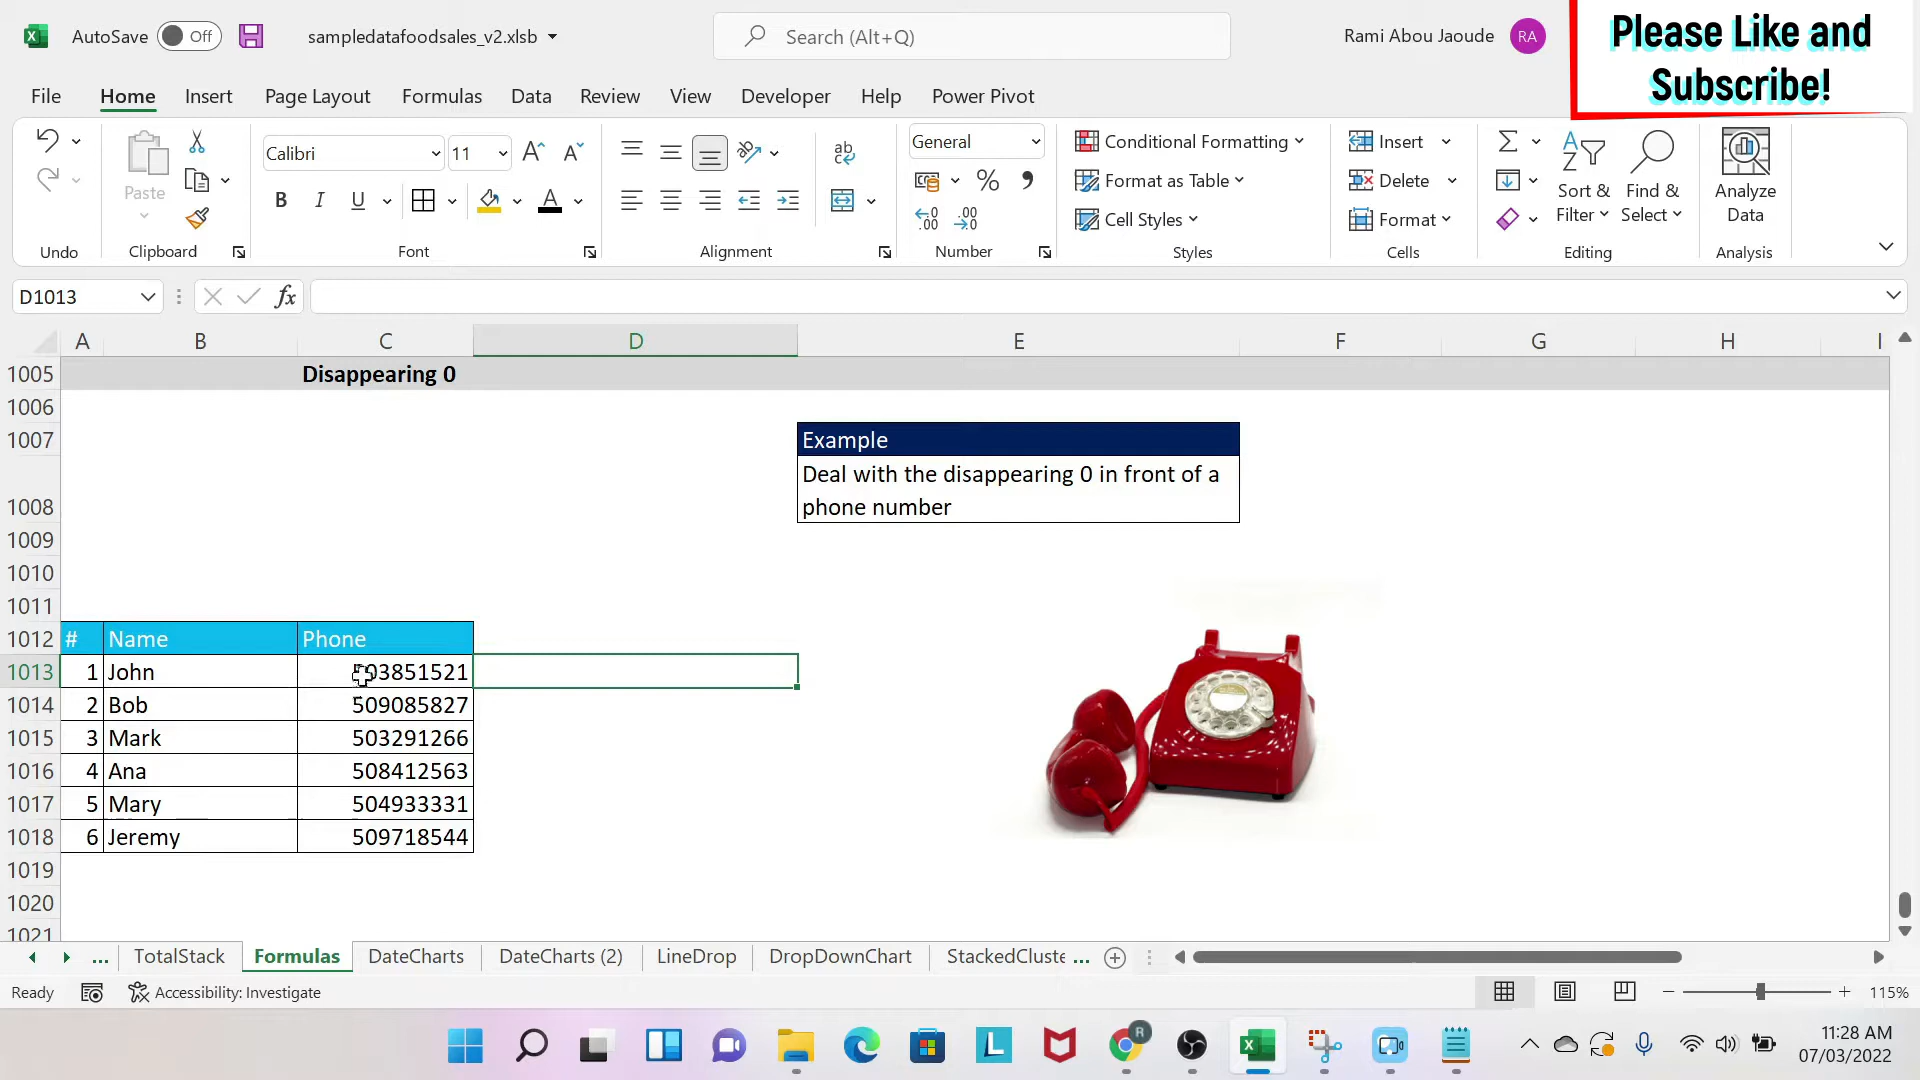 AutoSave Off sampledatafoodsales_v2.xlsb Search (Alt+Q) Rami Abou Jaoude RA
Please Like and
Subscribe!
File Home Insert Page Layout Formulas Data Review View Developer Help Power Pivot
Calibri 11 General Conditional Formatting Insert
Paste Format as Table Delete Sort & Find & Analyze
B I U Cell Styles Format Filter Select Data
Undo Clipboard Font Alignment Number Styles Cells Editing Analysis
D1013 fx
A B C D E F G H I
1005 Disappearing 0
1006
1007 Example
1008 Deal with the disappearing 0 in front of a
phone number
1009
1010
1011
1012 # Name Phone
1013 1 John 503851521
1014 2 Bob 509085827
1015 3 Mark 503291266
1016 4 Ana 508412563
1017 5 Mary 504933331
1018 6 Jeremy 509718544
1019
1020
1021
... TotalStack Formulas DateCharts DateCharts (2) LineDrop DropDownChart StackedCluste ...
Ready Accessibility: Investigate 115%
L R 11:28 AM
07/03/2022